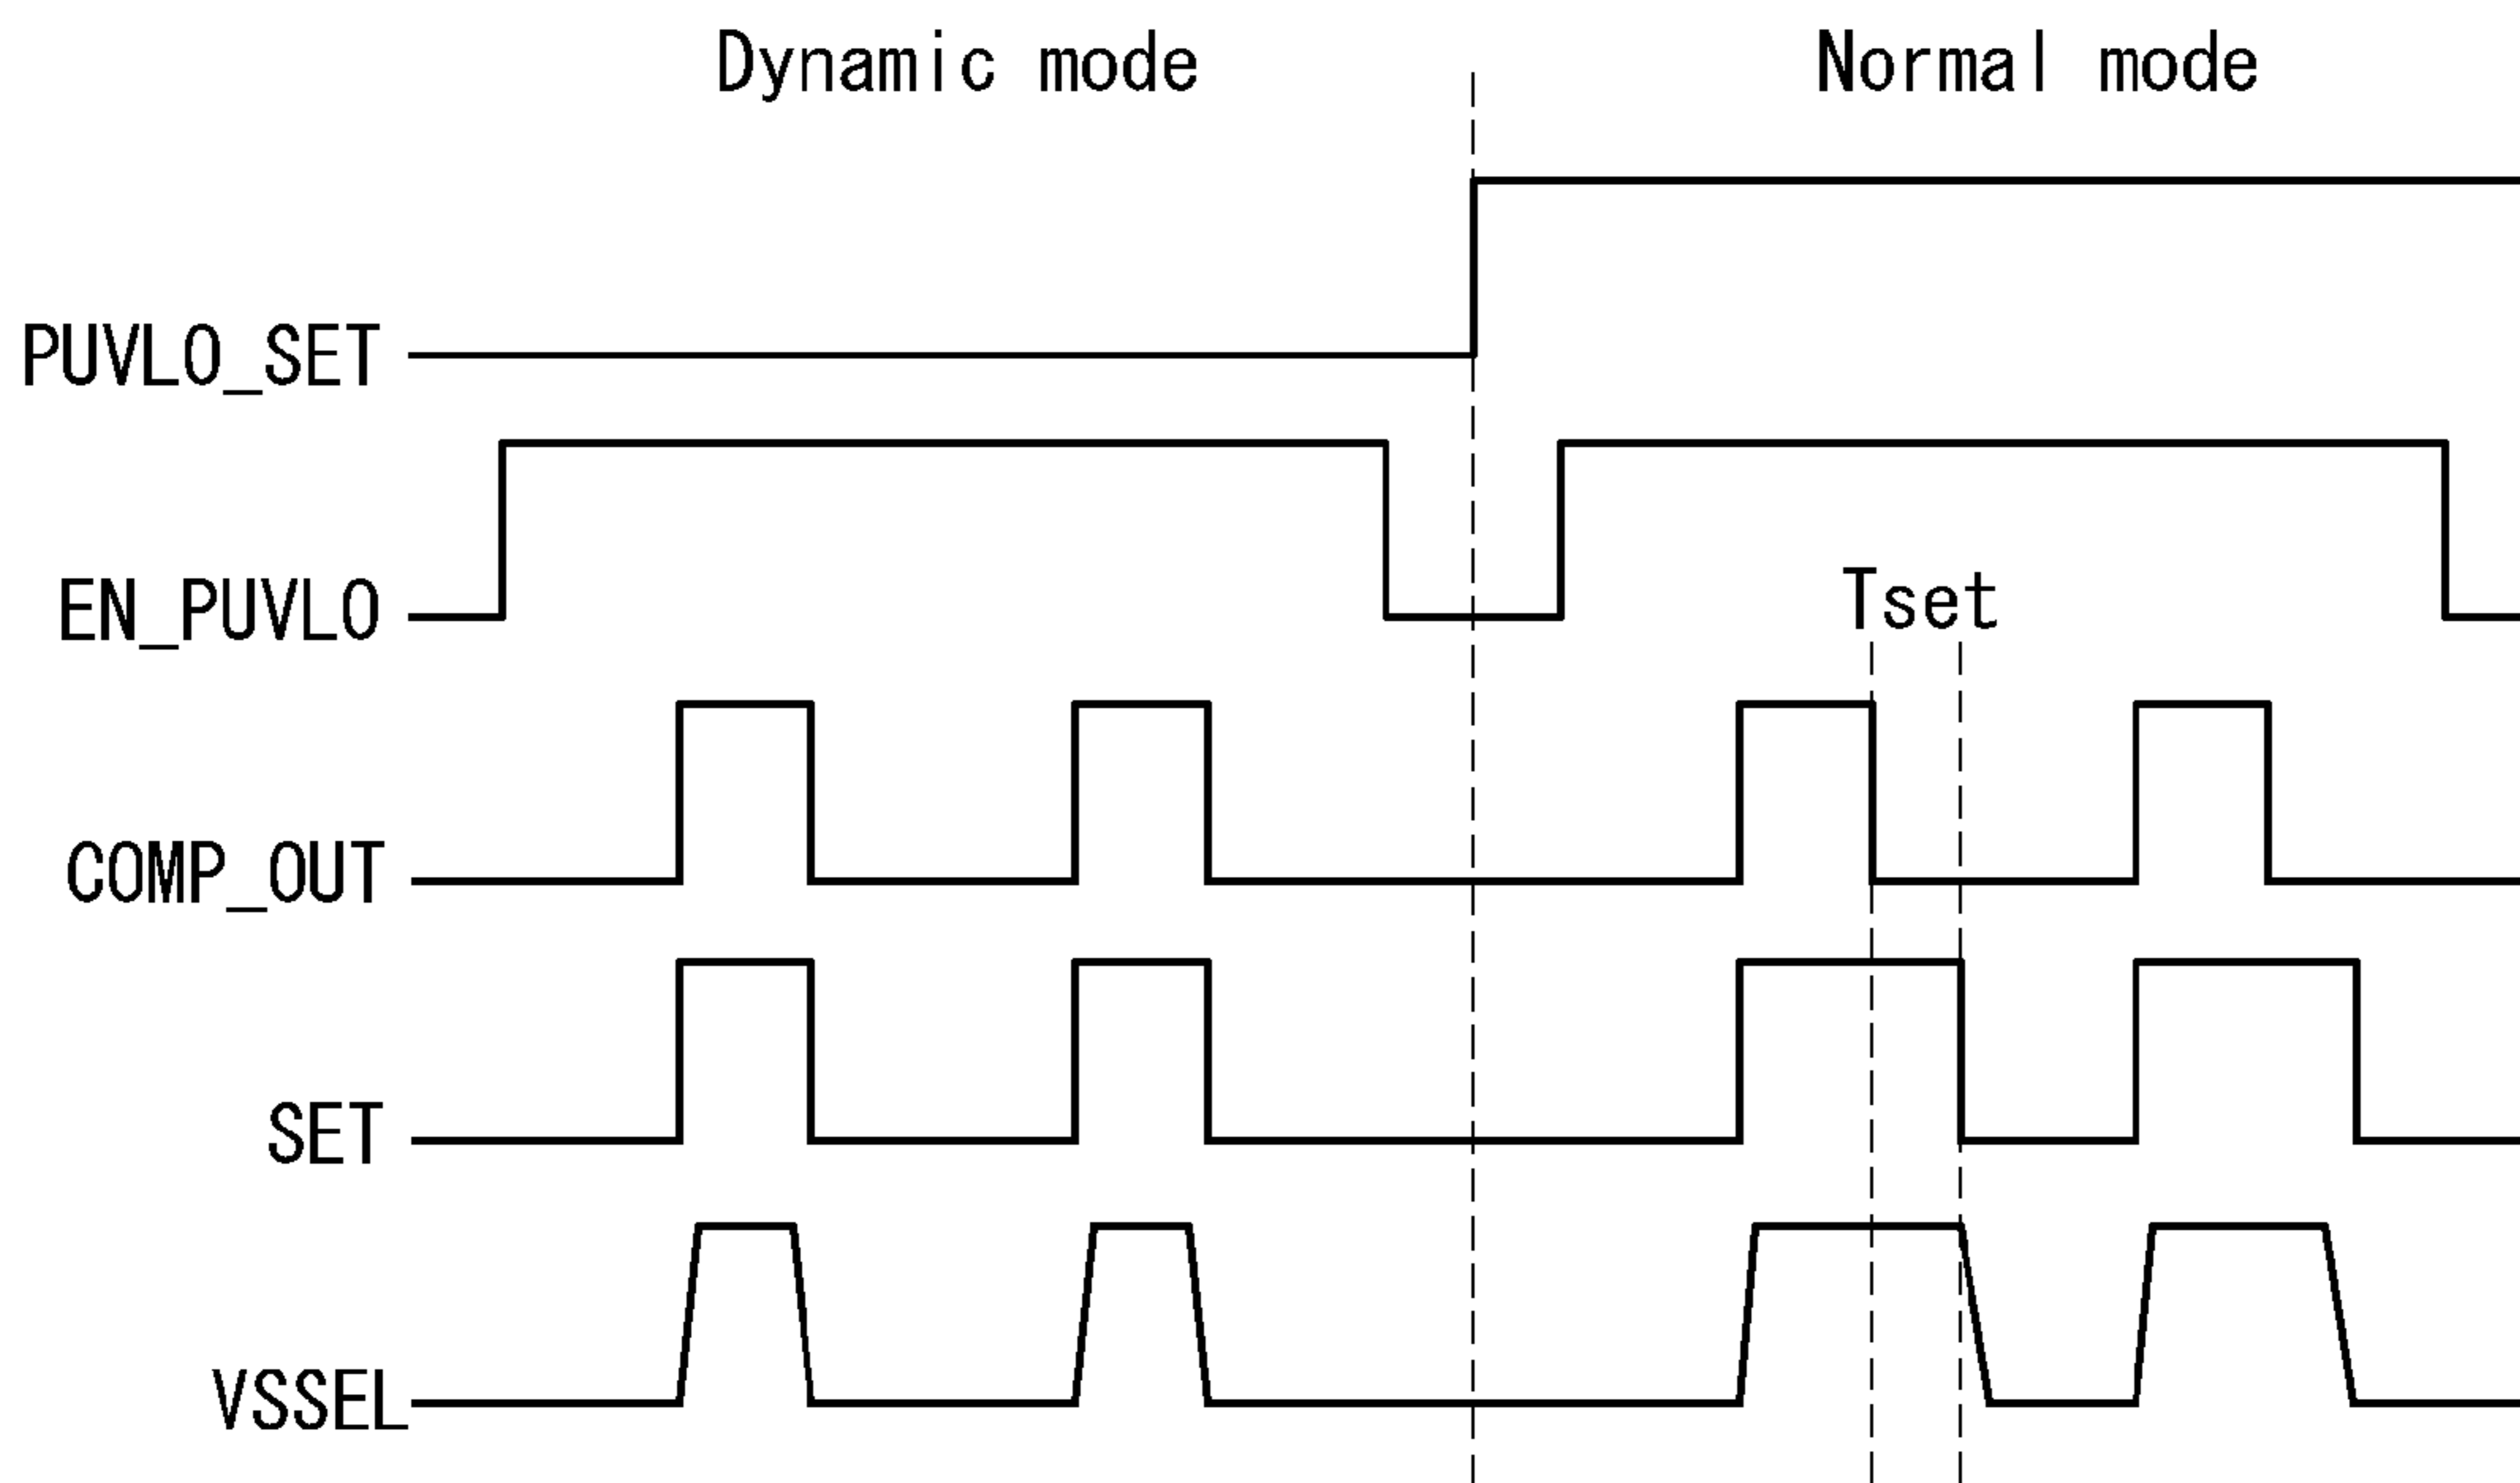 Dynamic mode
Normal mode
PUVLO_SET
EN_PUVLO
Tset
COMP_OUT
SET
VSSEL